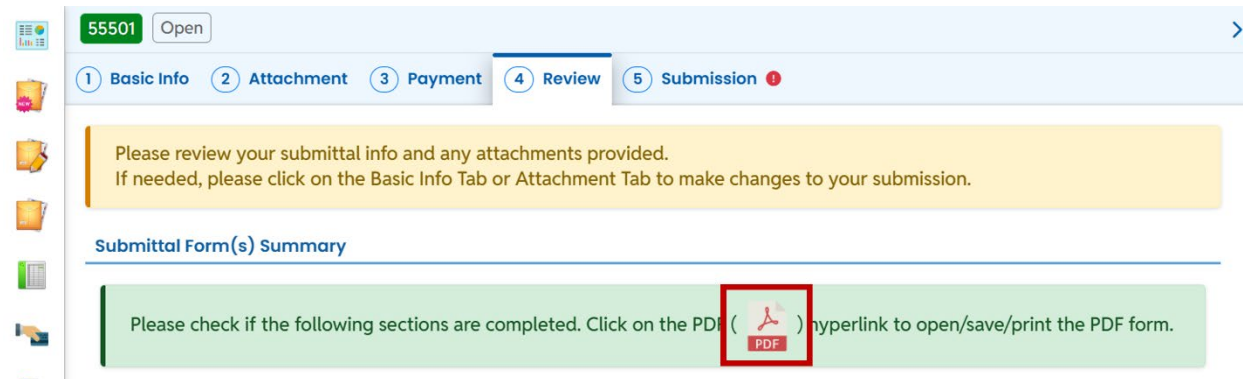 55501 Open
1 Basic Info 2 Attachment 3 Payment 4 Review 5 Submission !
Please review your submittal info and any attachments provided.
If needed, please click on the Basic Info Tab or Attachment Tab to make changes to your submission.
Submittal Form(s) Summary
Please check if the following sections are completed. Click on the PDF ( PDF ) hyperlink to open/save/print the PDF form.
NEW